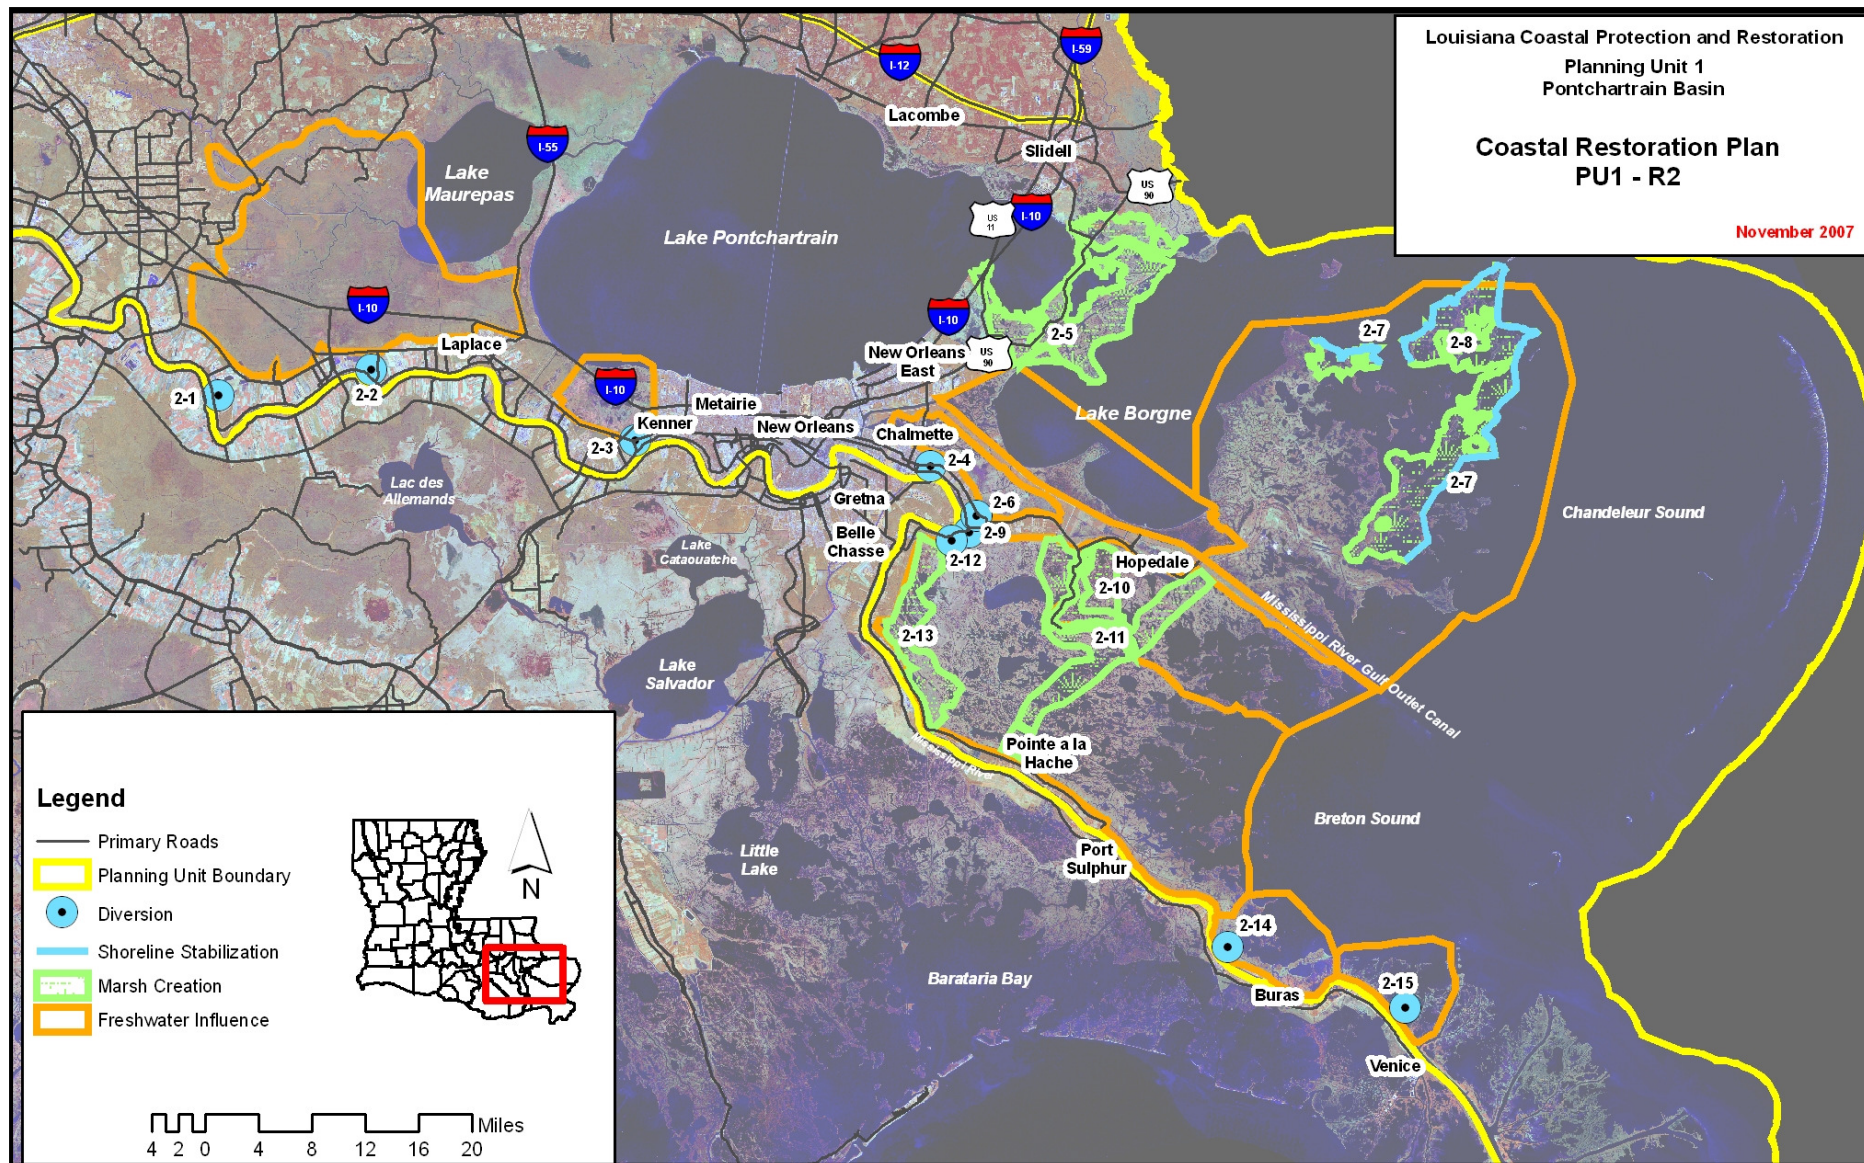 Louisiana Coastal Protection and Restoration
Planning Unit 1
Pontchartrain Basin
Coastal Restoration Plan
PU1 - R2
November 2007
I-59
I-12
Lacombe
I-55
Slidell
Lake
Maurepas
US
90
US
11
I-10
Lake Pontchartrain
I-10
I-10
2-7
2-5
2-8
Laplace
New Orleans
East
US
90
2-1
2-2
I-10
Metairie
Lake Borgne
Kenner
New Orleans
Chalmette
2-3
2-4
2-7
Lac des
Allemands
Gretna
2-6
Chandeleur Sound
Belle
Chasse
2-9
Lake
Cataouatche
2-12
Hopedale
2-10
2-13
2-11
Mississippi River Gulf Outlet Canal
Lake
Salvador
Mississippi River
Pointe a la
Hache
Breton Sound
Little
Lake
Port
Sulphur
2-14
Barataria Bay
2-15
Buras
Venice
Legend
Primary Roads
Planning Unit Boundary
Diversion
Shoreline Stabilization
Marsh Creation
Freshwater Influence
N
Miles
4 2 0 4 8 12 16 20